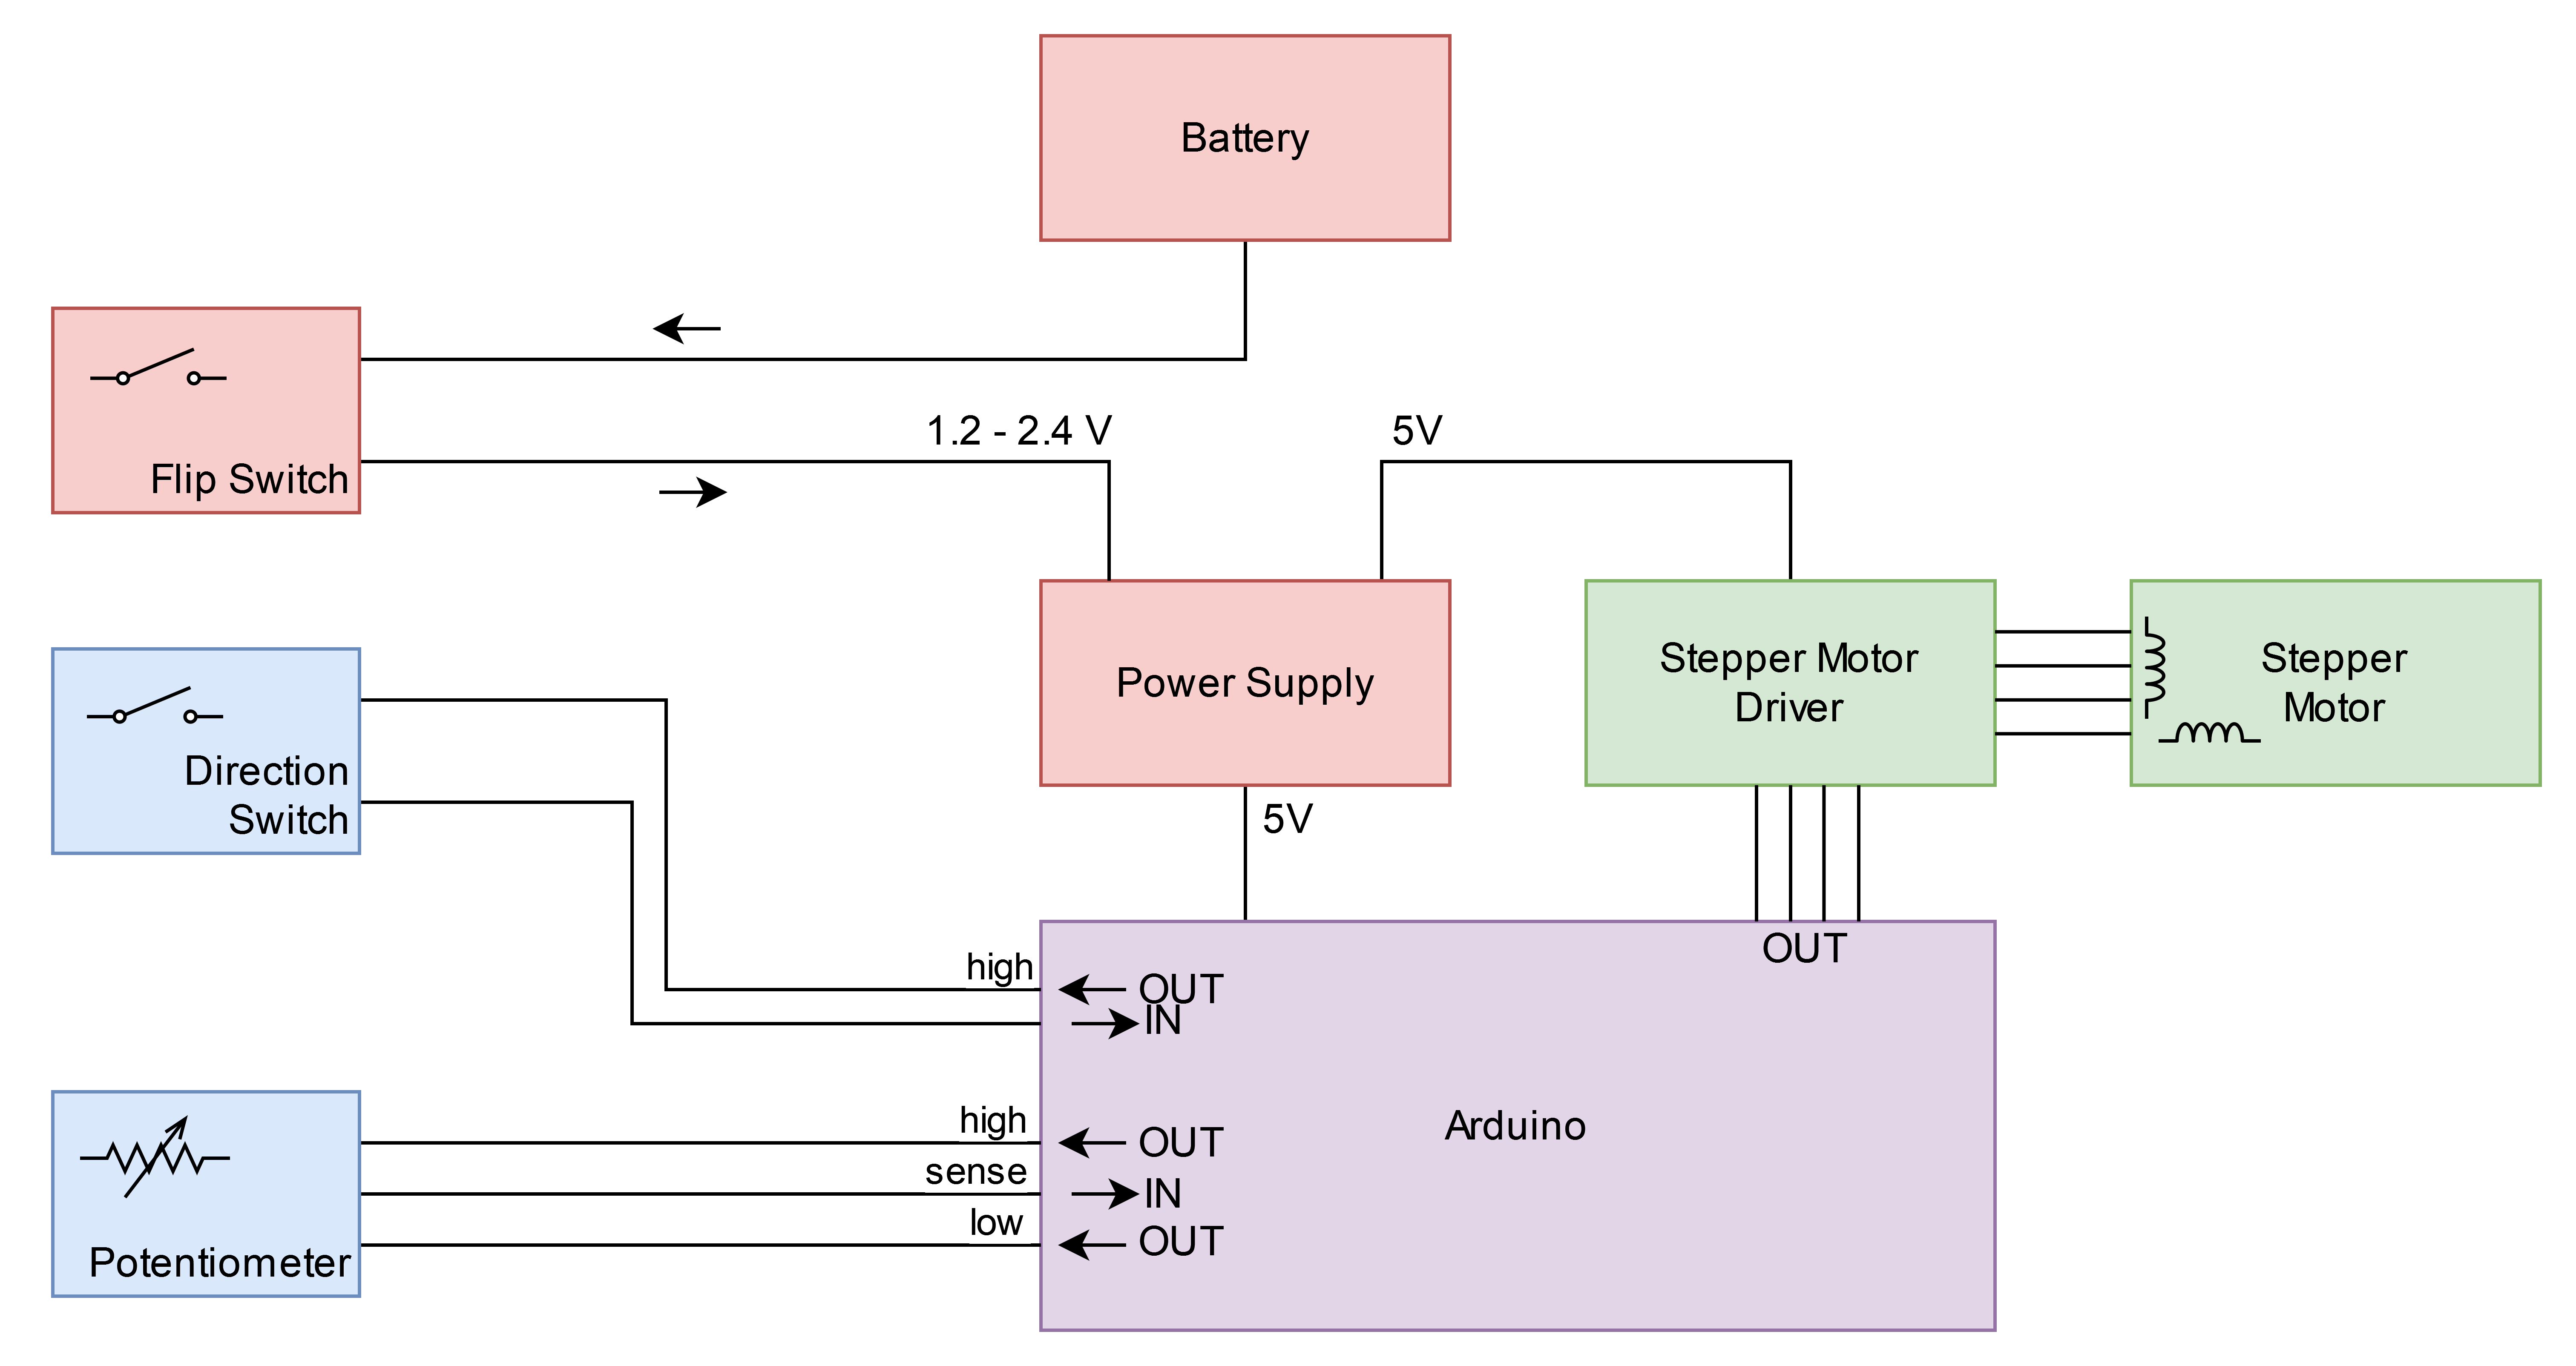 Battery
Flip Switch
1.2 - 2.4 V
5V
Power Supply
Stepper Motor
Driver
Stepper
Motor
Direction
Switch
5V
OUT
high
OUT
IN
high
OUT
Arduino
sense
IN
low
OUT
Potentiometer